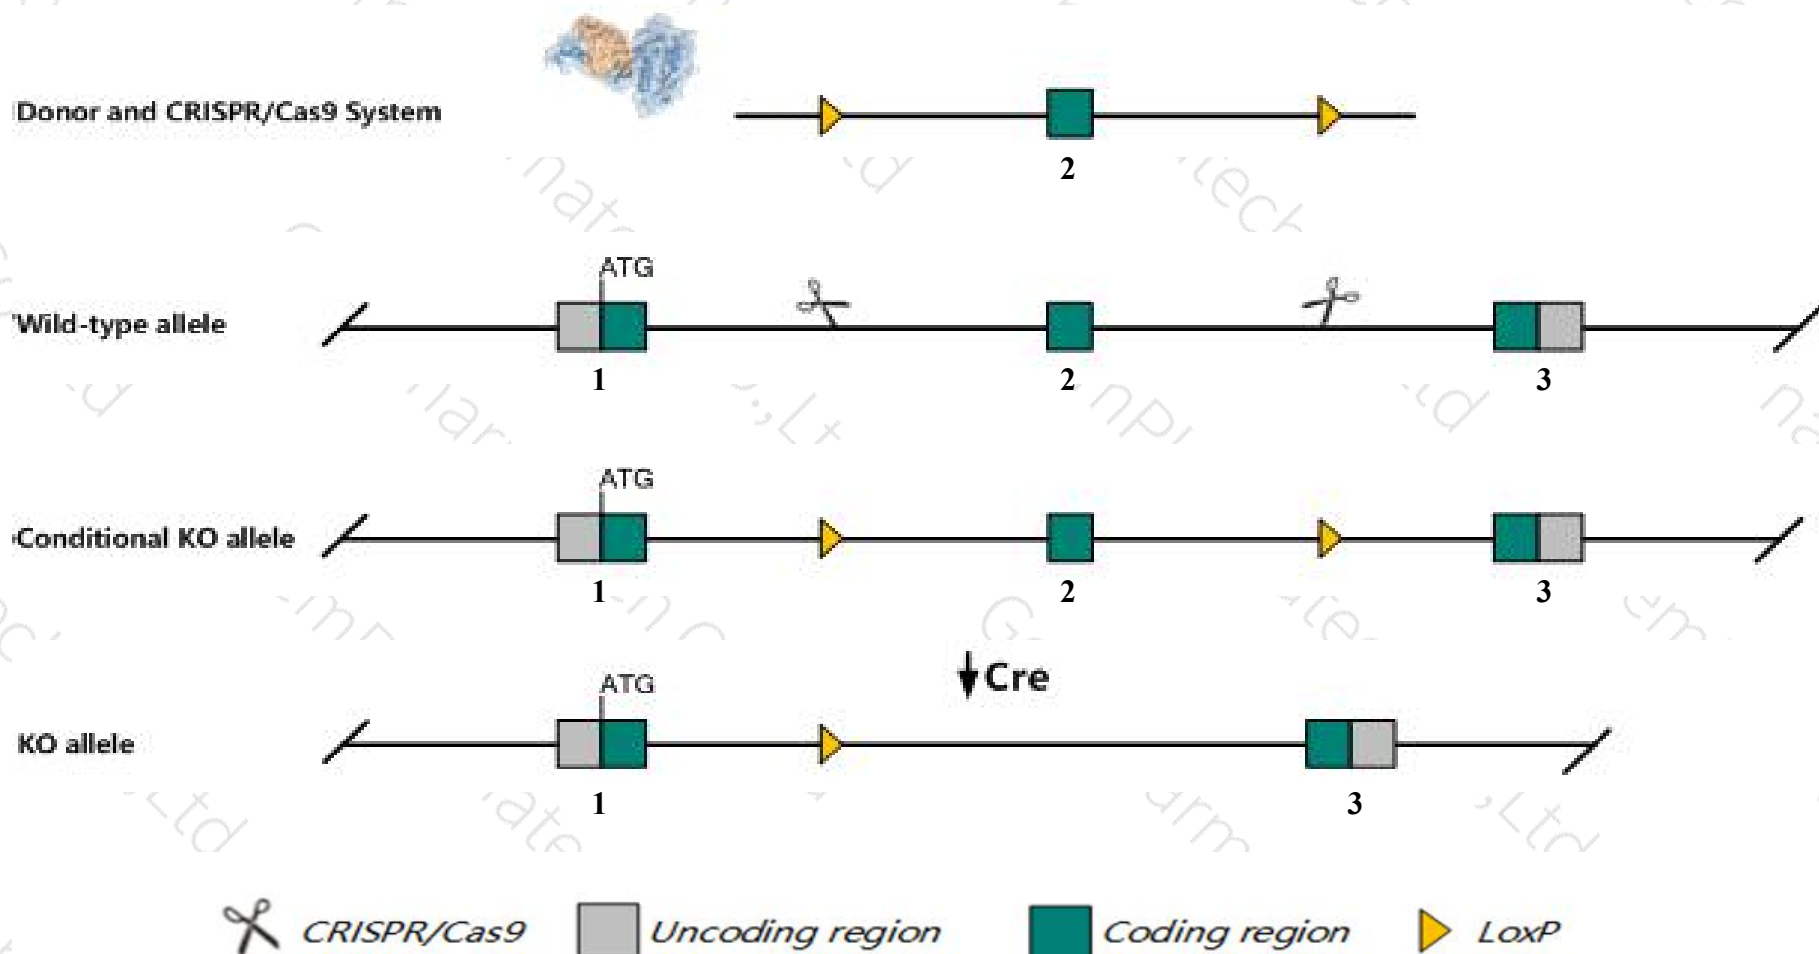 Donor and CRISPR/Cas9 System
2
ATG
Wild-type allele
1 2 3
ATG
Conditional KO allele
1 2 3
Cre
ATG
KO allele
1 3
CRISPR/Cas9 Uncoding region Coding region LoxP